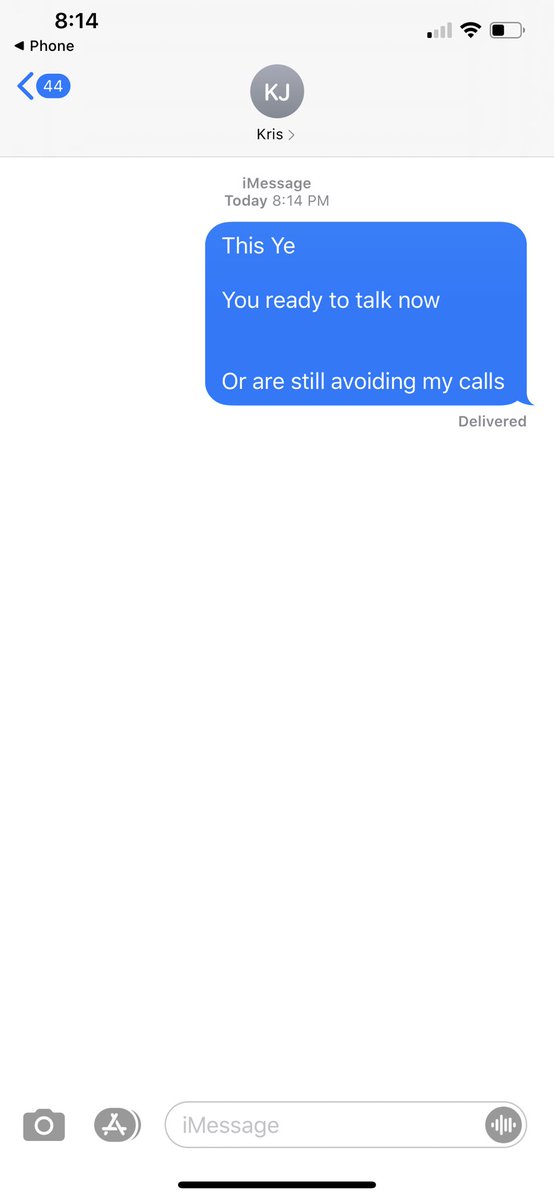 8:14
◀ Phone
44
KJ
Kris >
iMessage
Today 8:14 PM
This Ye
You ready to talk now
Or are still avoiding my calls
Delivered
iMessage